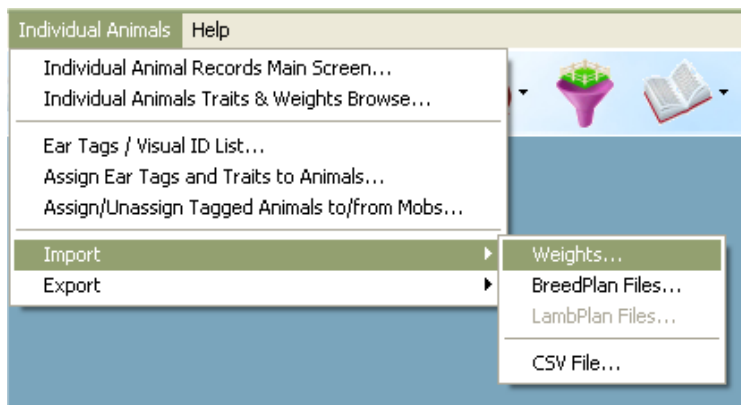 Individual Animals Help
Individual Animal Records Main Screen...
Individual Animals Traits & Weights Browse...
Ear Tags / Visual ID List...
Assign Ear Tags and Traits to Animals...
Assign/Unassign Tagged Animals to/from Mobs...
Import
Export
Weights...
BreedPlan Files...
LambPlan Files...
CSV File...